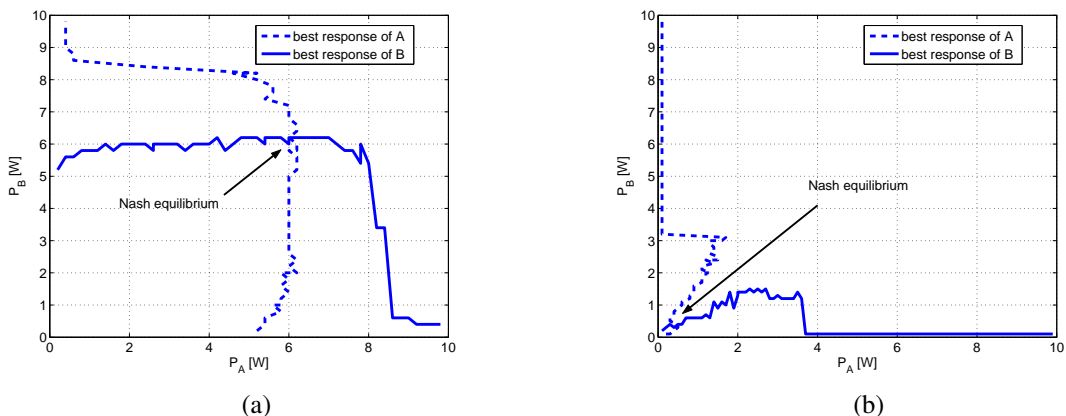 10
9
8
7
6
5
4
3
2
1
0
P_B [W]
best response of A
best response of B
Nash equilibrium
0 2 4 6 8 10
P_A [W]
(a)
10
9
8
7
6
5
4
3
2
1
0
P_B [W]
best response of A
best response of B
Nash equilibrium
0 2 4 6 8 10
P_A [W]
(b)